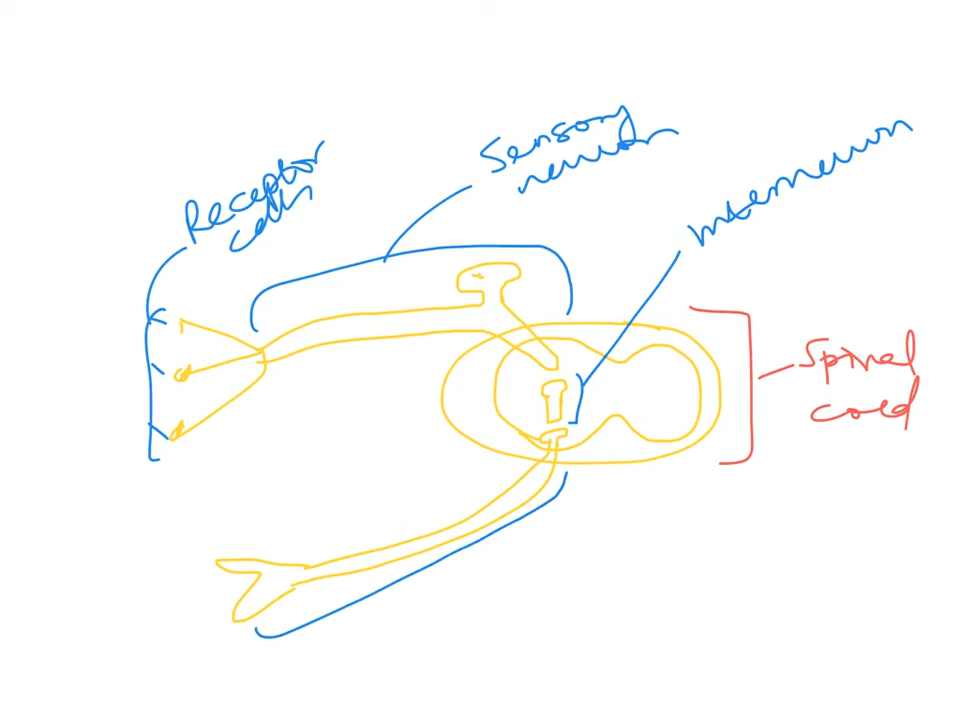 Receptor
cells
Sensory
neuron
interneuron
Spinal
cord